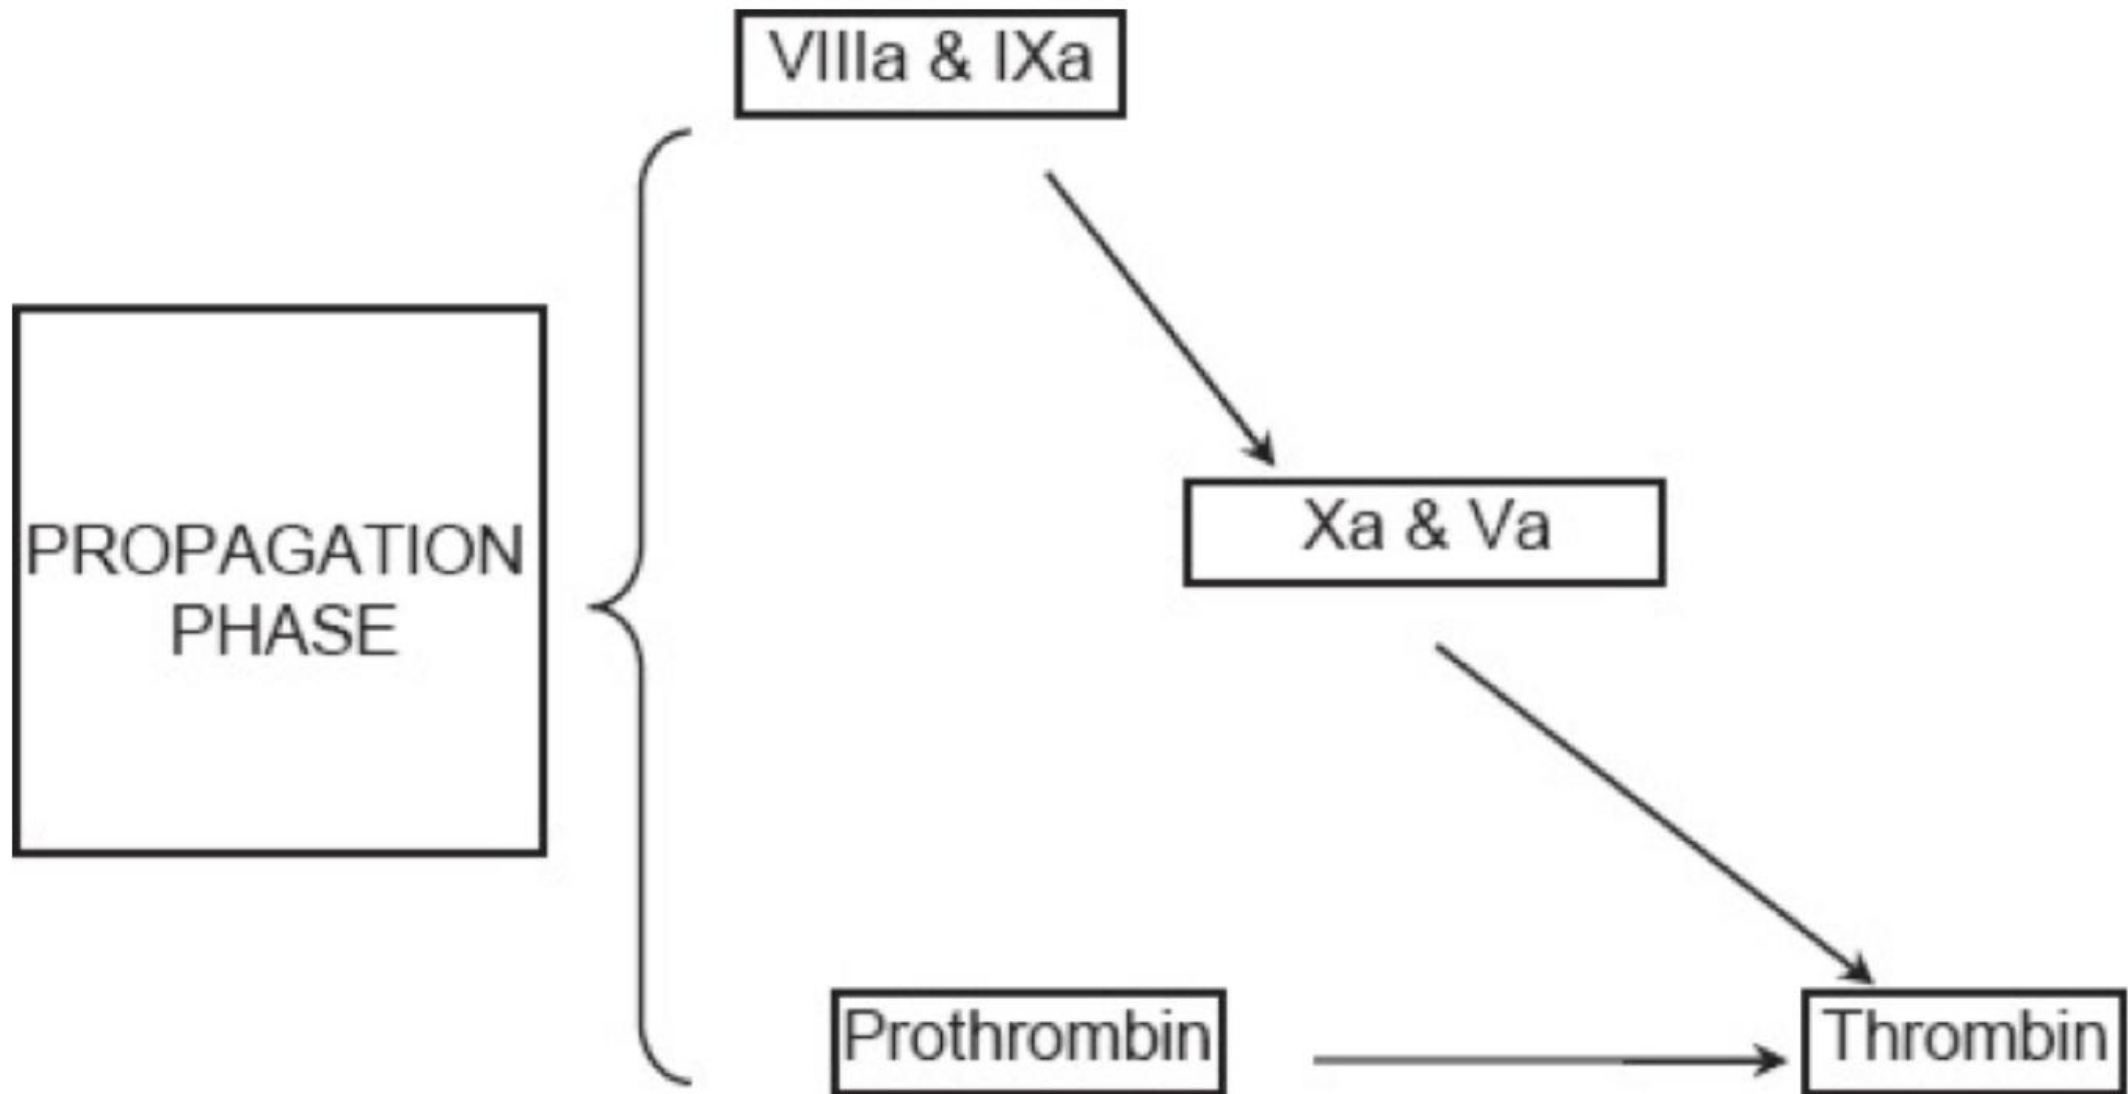 VIIIa & IXa
Xa & Va
PROPAGATION
PHASE
Prothrombin
Thrombin